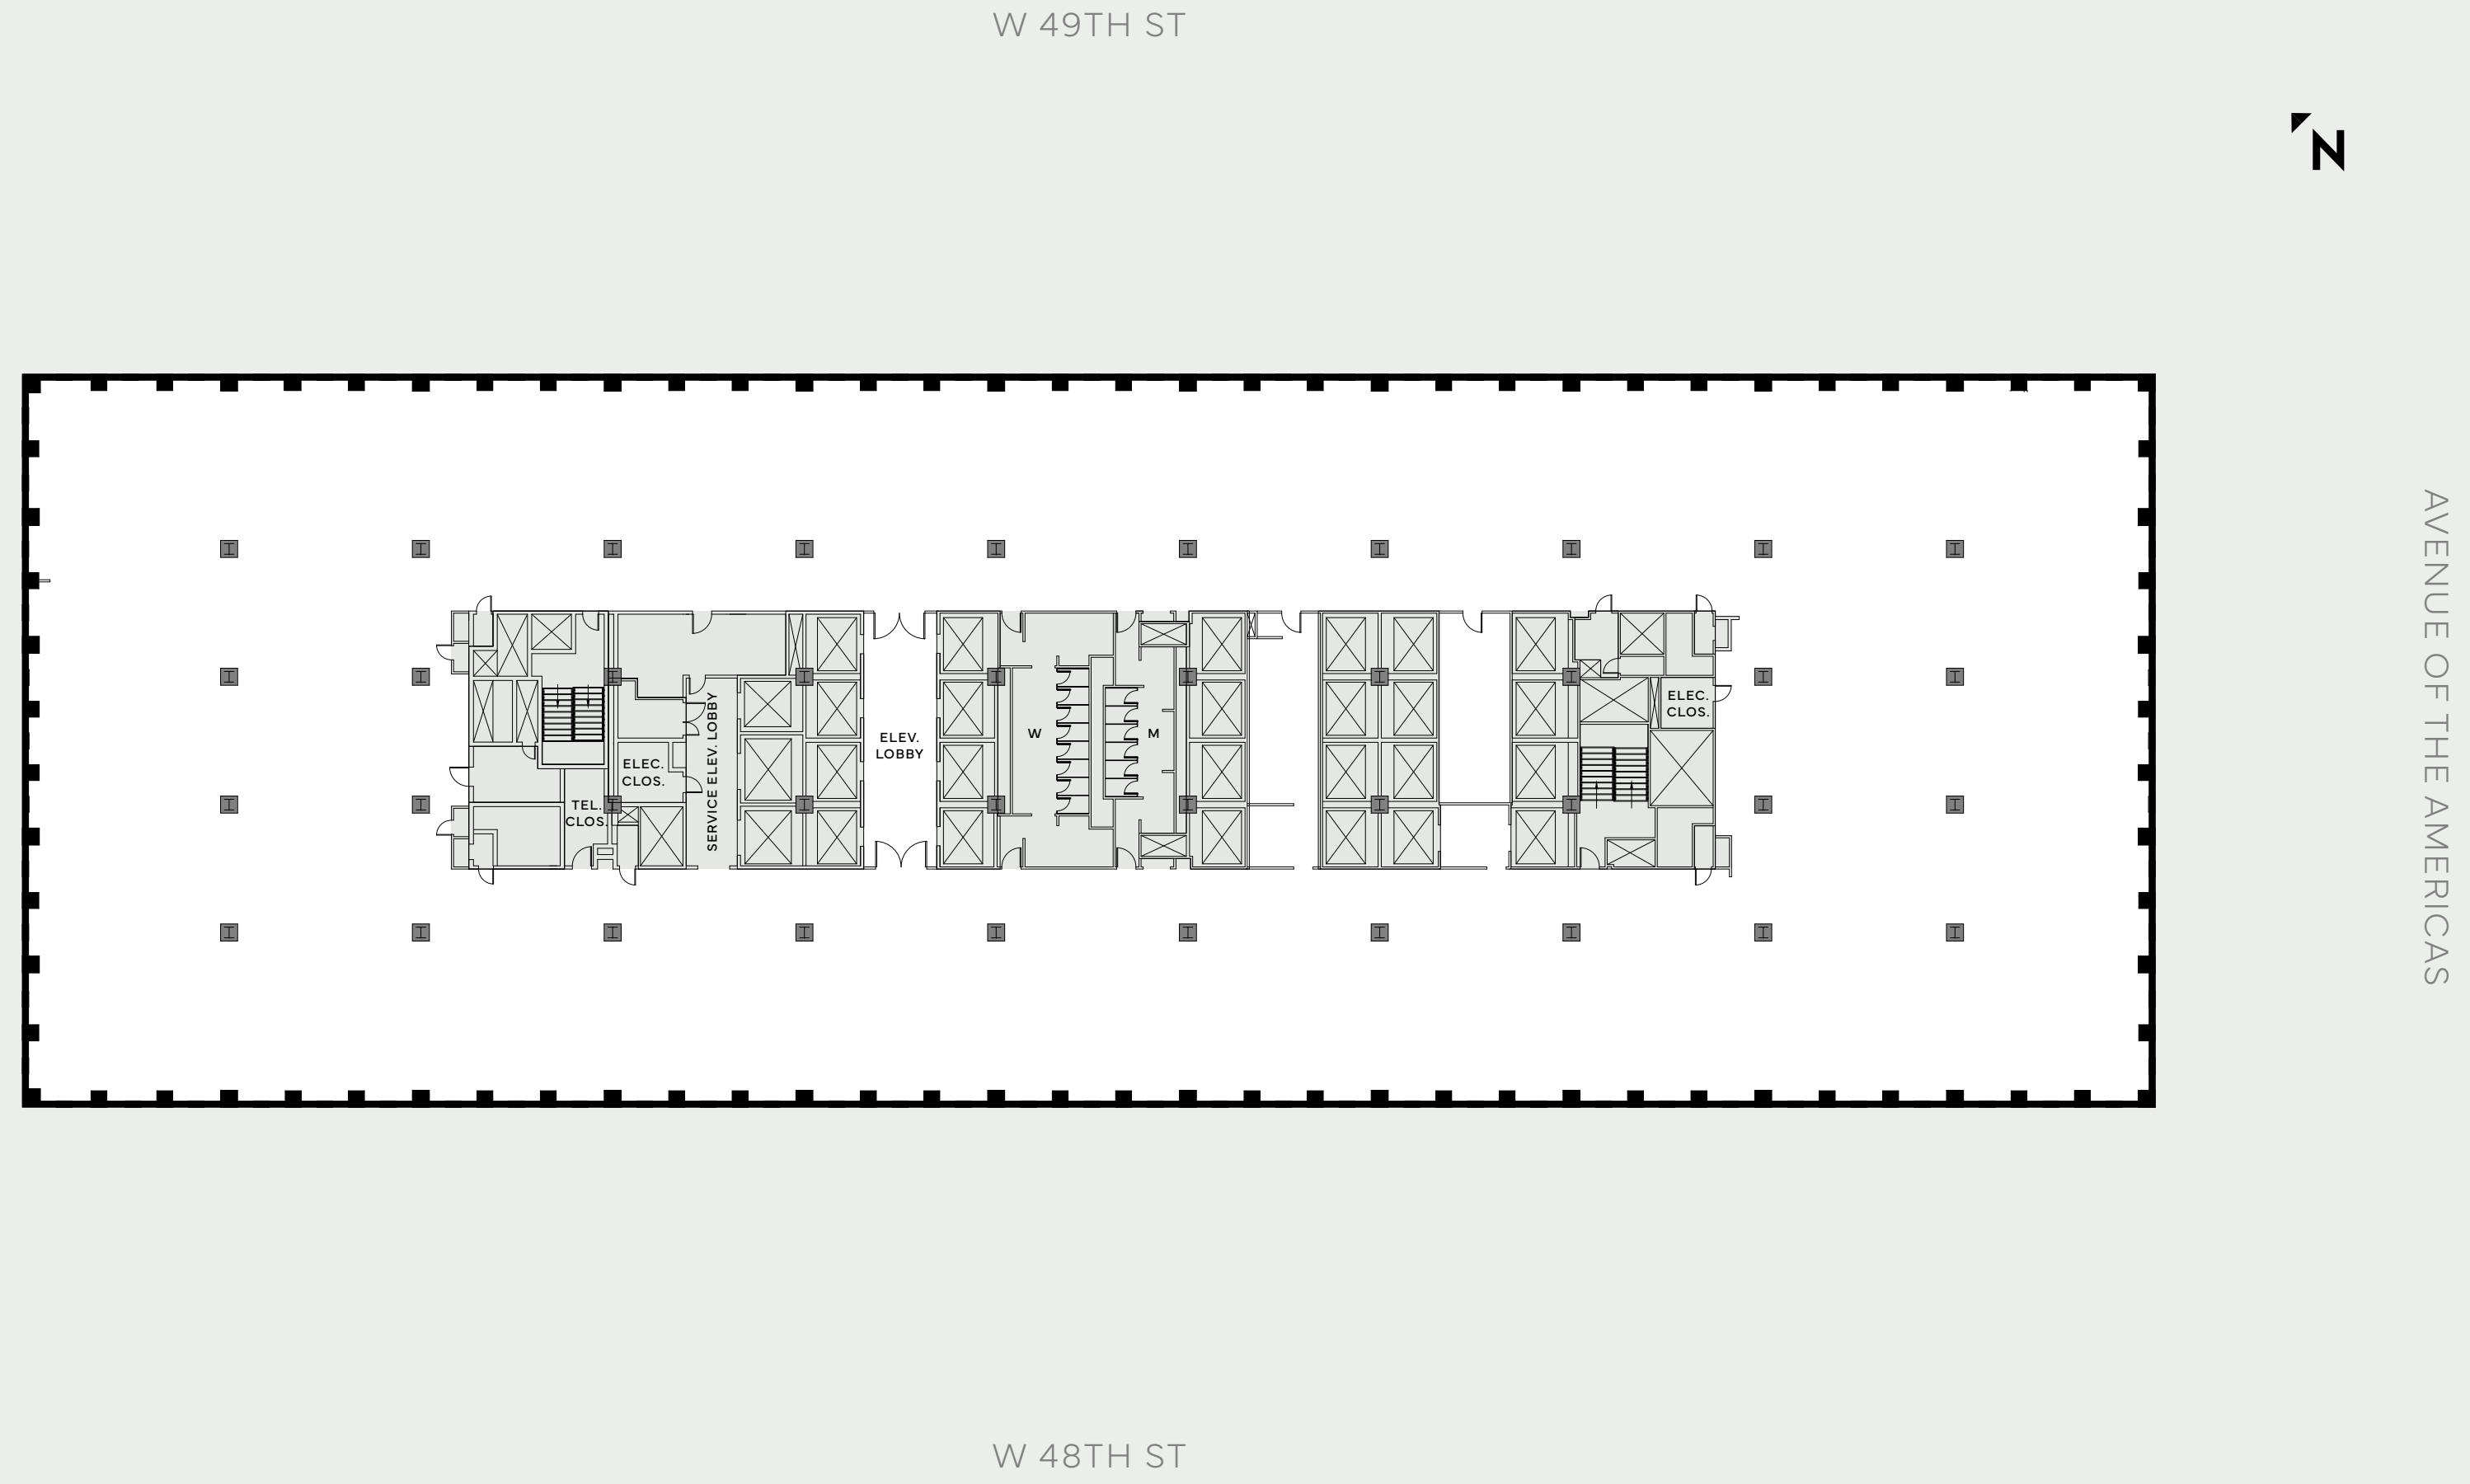 W 49TH ST
N
AVENUE OF THE AMERICAS
ELEC.
CLOS.
SERVICE ELEV. LOBBY
W
M
ELEV.
LOBBY
ELEC.
CLOS.
TEL.
CLOS.
W 48TH ST